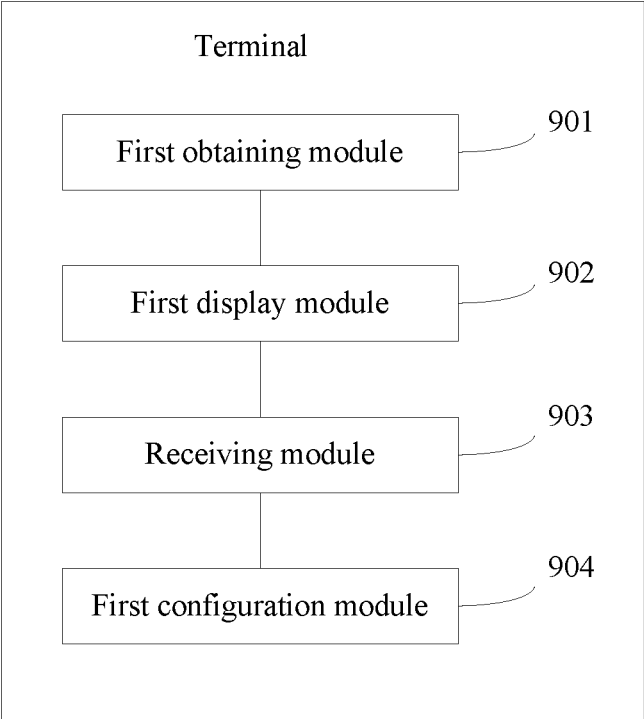 Terminal
901
First obtaining module
902
First display module
903
Receiving module
904
First configuration module